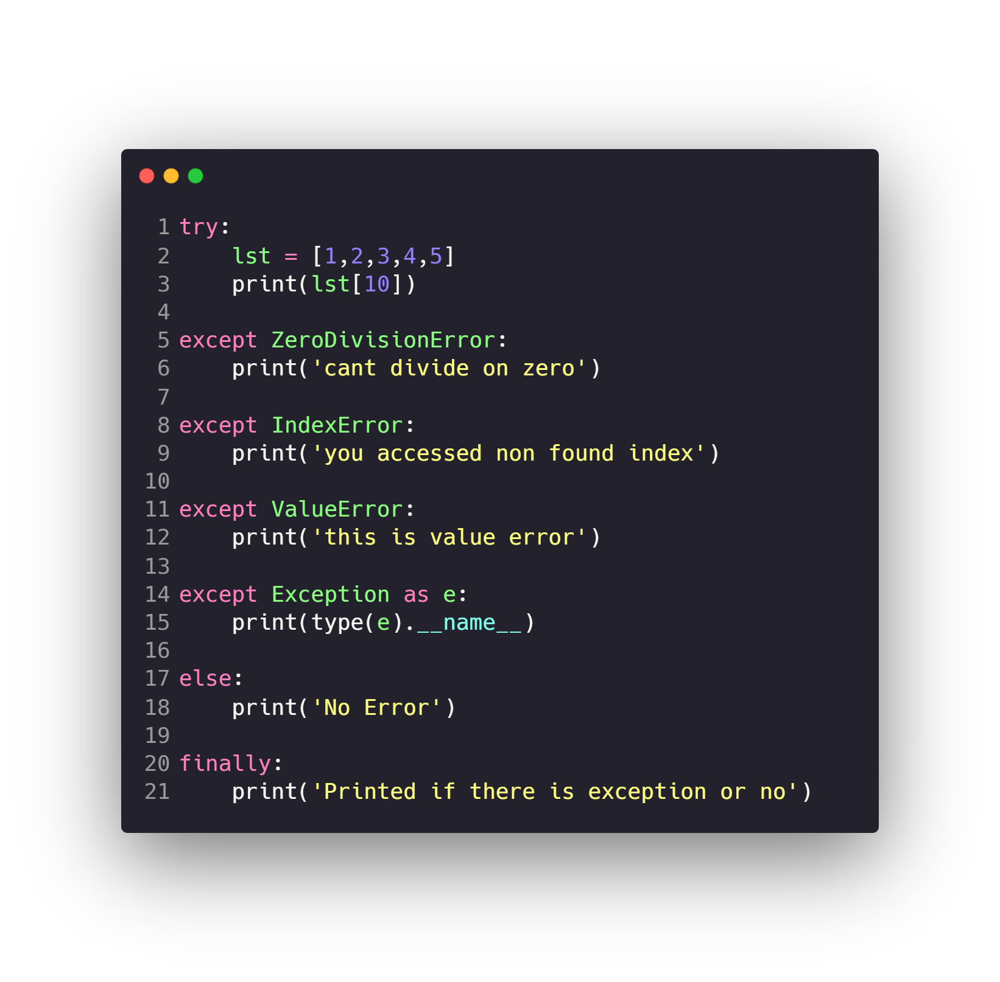 1 try:
2     lst = [1,2,3,4,5]
3     print(lst[10])
4
5 except ZeroDivisionError:
6     print('cant divide on zero')
7
8 except IndexError:
9     print('you accessed non found index')
10
11 except ValueError:
12     print('this is value error')
13
14 except Exception as e:
15     print(type(e).__name__)
16
17 else:
18     print('No Error')
19
20 finally:
21     print('Printed if there is exception or no')